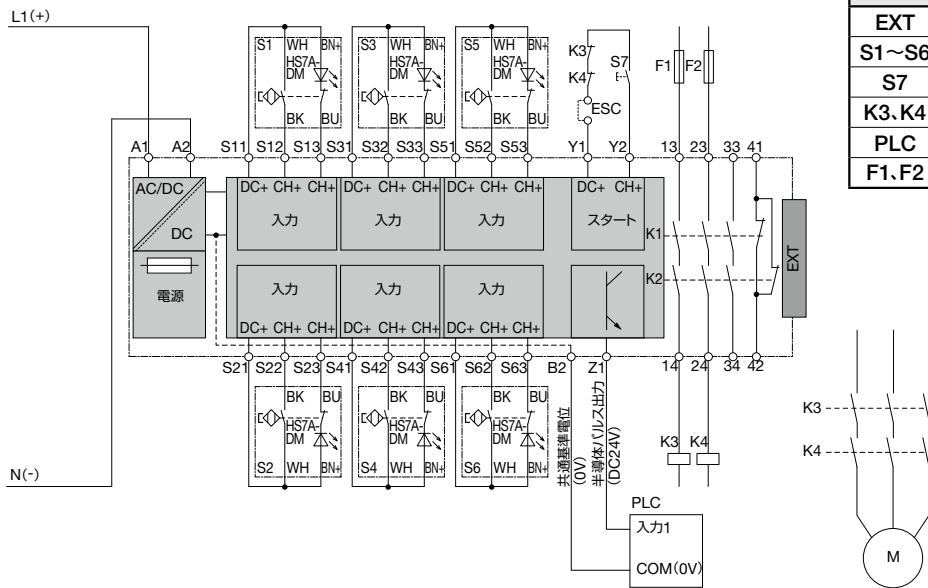 L1(+)
EXT
S1～S6
S7
K3、K4
PLC
F1、F2
S1 WH BN+
HS7A-
DM
BK BU
S3 WH BN+
HS7A-
DM
BK BU
S5 WH BN+
HS7A-
DM
BK BU
K3
K4
S7
ESC
F1 F2
A1 A2 S11 S12 S13 S31 S32 S33 S51 S52 S53 Y1 Y2 13 23 33 41
AC/DC
DC
電源
DC+ CH+ CH+
入力
DC+ CH+ CH+
入力
DC+ CH+ CH+
入力
DC+ CH+
スタート
K1
K2
EXT
入力
DC+ CH+ CH+
入力
DC+ CH+ CH+
入力
DC+ CH+ CH+
S21 S22 S23 S41 S42 S43 S61 S62 S63 B2 Z1 14 24 34 42
BK BU
HS7A-
DM
S2 WH BN+
BK BU
HS7A-
DM
S4 WH BN+
BK BU
HS7A-
DM
S6 WH BN+
共通基準電位
(0V)
半導体パルス出力
(DC24V)
K3 K4
N(-)
PLC
入力1
COM(0V)
K3
K4
M